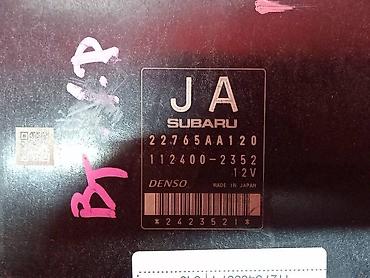 JA
SUBARU
22765AA120
112400-2352
12V
DENSO MADE IN JAPAN
*2423521*